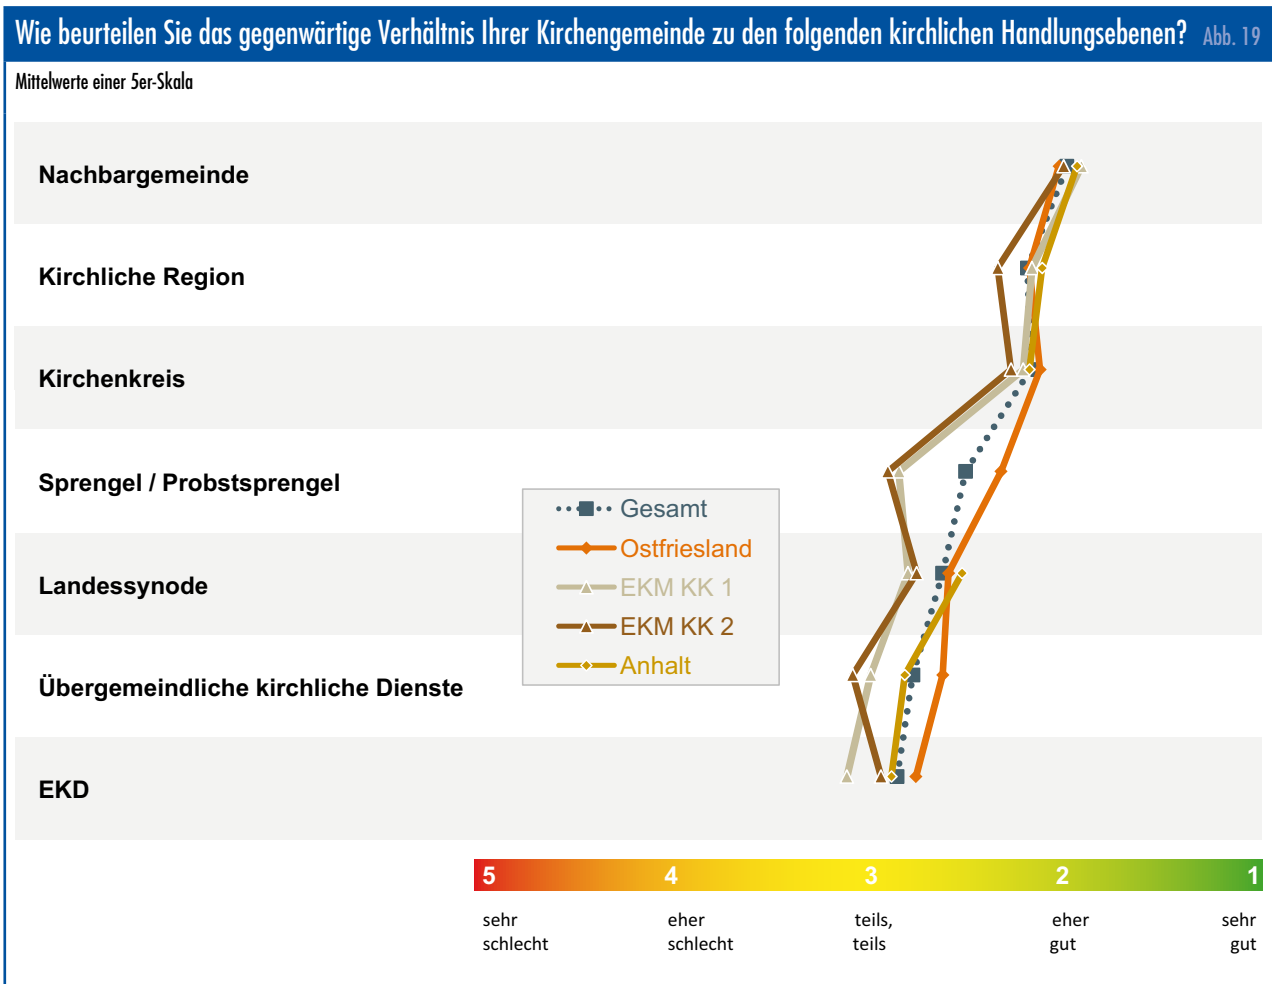 Wie beurteilen Sie das gegenwärtige Verhältnis Ihrer Kirchengemeinde zu den folgenden kirchlichen Handlungsebenen? Abb. 19
Mittelwerte einer 5er-Skala
Nachbargemeinde
Kirchliche Region
Kirchenkreis
Sprengel / Probstsprengel
Landessynode
Übergemeindliche kirchliche Dienste
EKD
Gesamt
Ostfriesland
EKM KK 1
EKM KK 2
Anhalt
5 4 3 2 1
sehr eher teils, eher sehr
schlecht schlecht teils gut gut